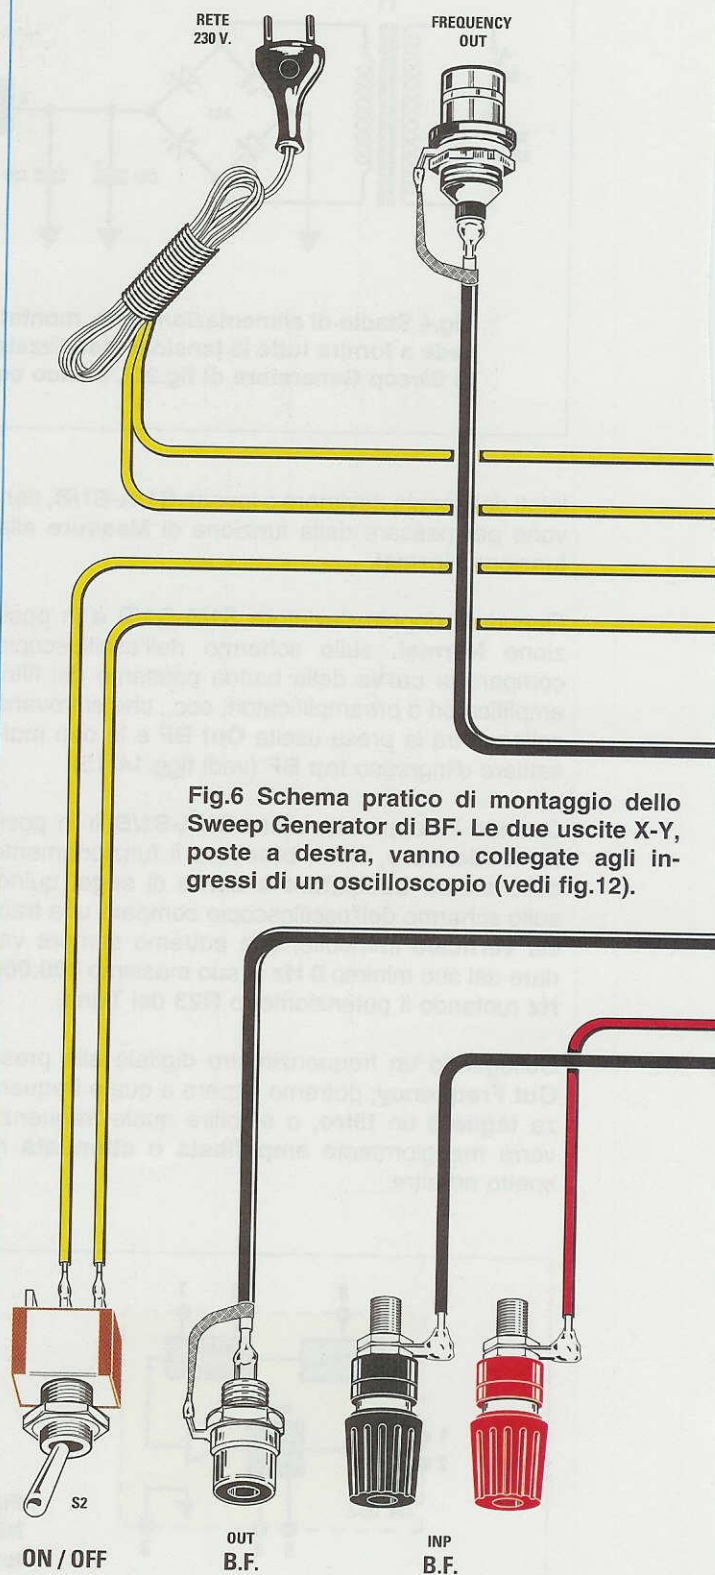 RETE
230 V.
FREQUENCY
OUT
Fig.6 Schema pratico di montaggio dello
Sweep Generator di BF. Le due uscite X-Y,
poste a destra, vanno collegate agli in-
gressi di un oscilloscopio (vedi fig.12).
S2
ON / OFF
OUT
B.F.
INP
B.F.